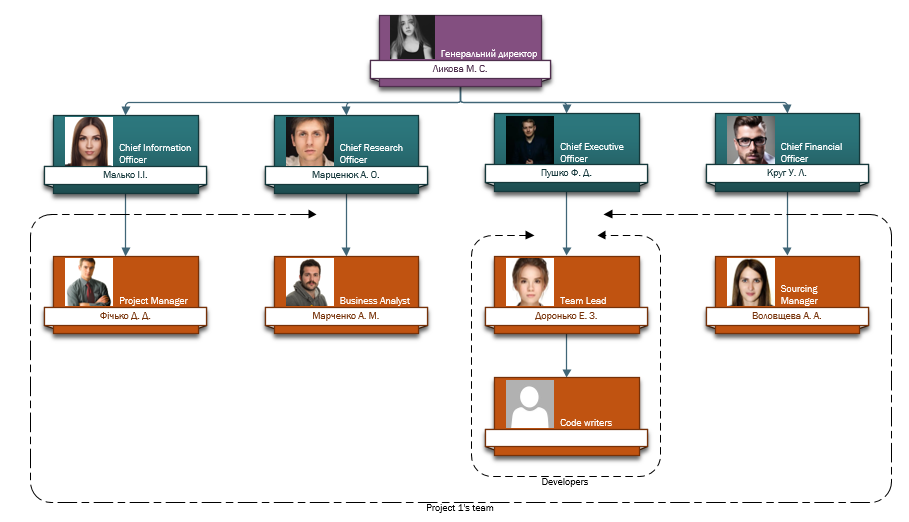 Генеральний директор
Ликова М. С.
Chief Information
Officer
Малько І.І.
Chief Research
Officer
Марценюк А. О.
Chief Executive
Officer
Пушко Ф. Д.
Chief Financial
Officer
Круг У. Л.
Project Manager
Фічько Д. Д.
Business Analyst
Марченко А. М.
Team Lead
Доронько Е. З.
Sourcing
Manager
Воловщева А. А.
Code writers
Developers
Project 1's team